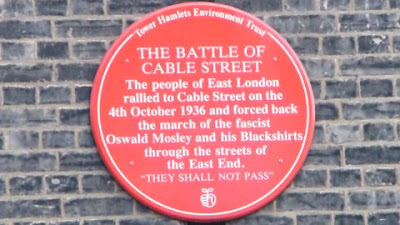 Tower Hamlets Environment Trust
THE BATTLE OF
CABLE STREET
The people of East London
rallied to Cable Street on the
4th October 1936 and forced back
the march of the fascist
Oswald Mosley and his Blackshirts
through the streets of
the East End.
"THEY SHALL NOT PASS"